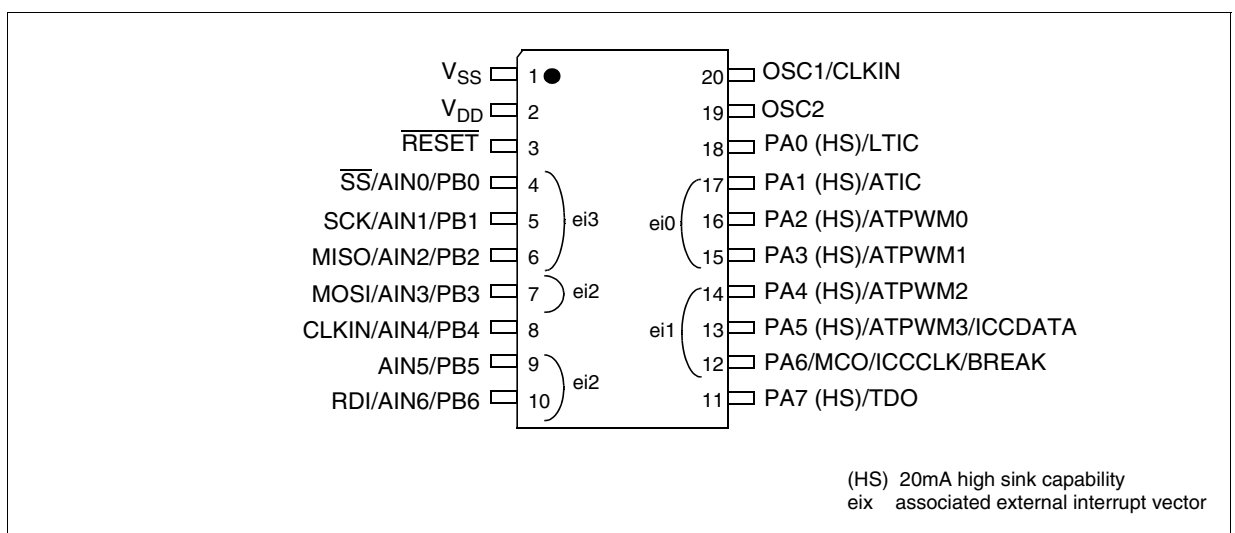 VSS 1 20 OSC1/CLKIN
VDD 2 19 OSC2
RESET 3 18 PA0 (HS)/LTIC
SS/AIN0/PB0 4 17 PA1 (HS)/ATIC
SCK/AIN1/PB1 5 ei3 ei0 16 PA2 (HS)/ATPWM0
MISO/AIN2/PB2 6 15 PA3 (HS)/ATPWM1
MOSI/AIN3/PB3 7 ei2 14 PA4 (HS)/ATPWM2
CLKIN/AIN4/PB4 8 ei1 13 PA5 (HS)/ATPWM3/ICCDATA
AIN5/PB5 9 ei2 12 PA6/MCO/ICCCLK/BREAK
RDI/AIN6/PB6 10 11 PA7 (HS)/TDO
(HS) 20mA high sink capability
eix associated external interrupt vector